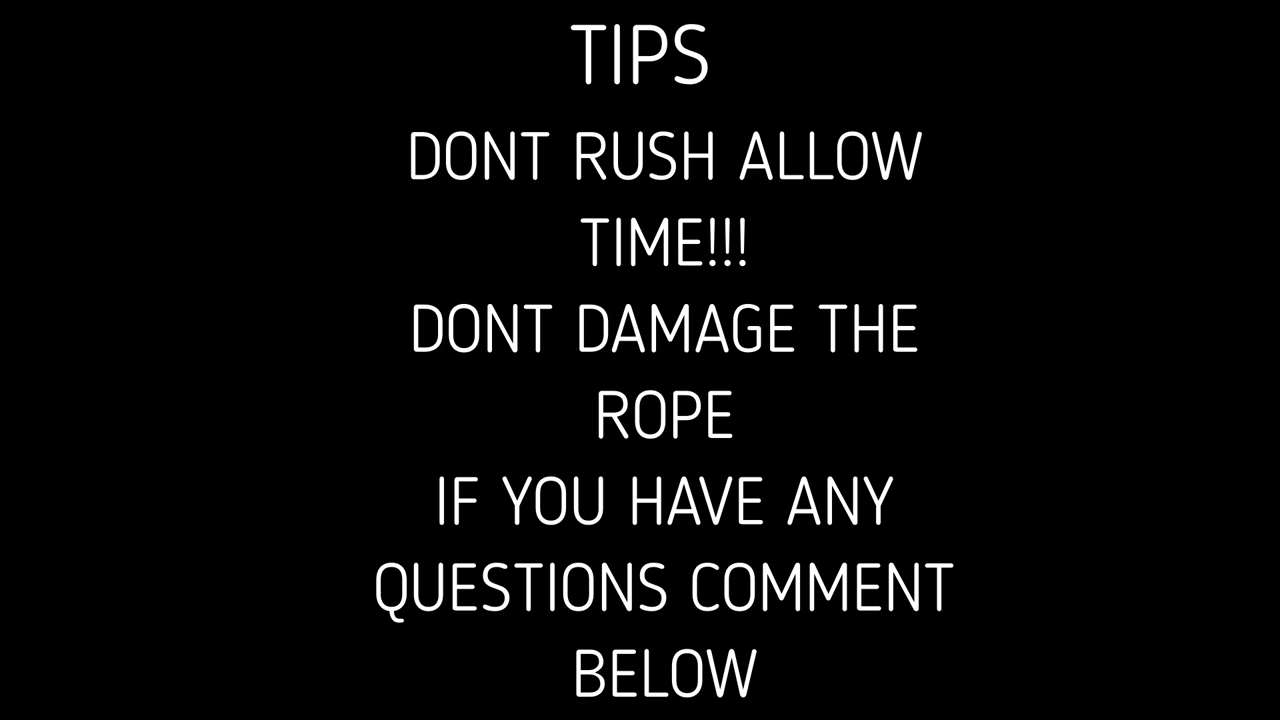 TIPS
DONT RUSH ALLOW
TIME!!!
DONT DAMAGE THE
ROPE
IF YOU HAVE ANY
QUESTIONS COMMENT
BELOW